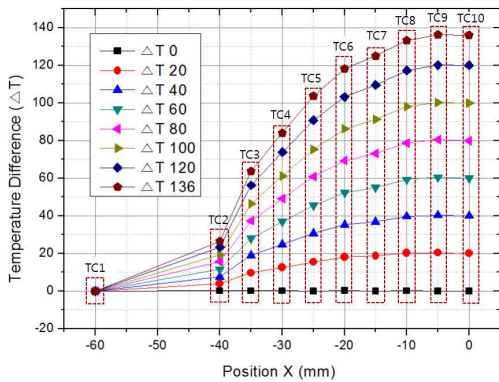 140
120
100
80
60
40
20
0
-20
Temperature Difference (△T)
△T 0
△T 20
△T 40
△T 60
△T 80
△T 100
△T 120
△T 136
TC1
TC2
TC3
TC4
TC5
TC6
TC7
TC8
TC9
TC10
-60 -50 -40 -30 -20 -10 0
Position X (mm)